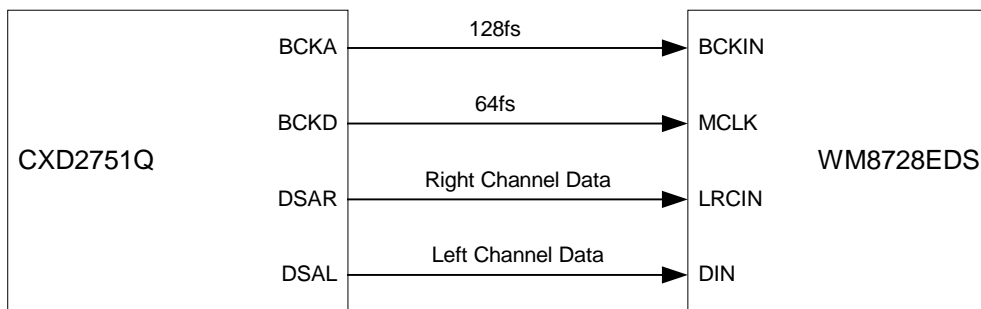 128fs
BCKA
BCKIN
64fs
BCKD
MCLK
CXD2751Q
WM8728EDS
Right Channel Data
DSAR
LRCIN
Left Channel Data
DSAL
DIN